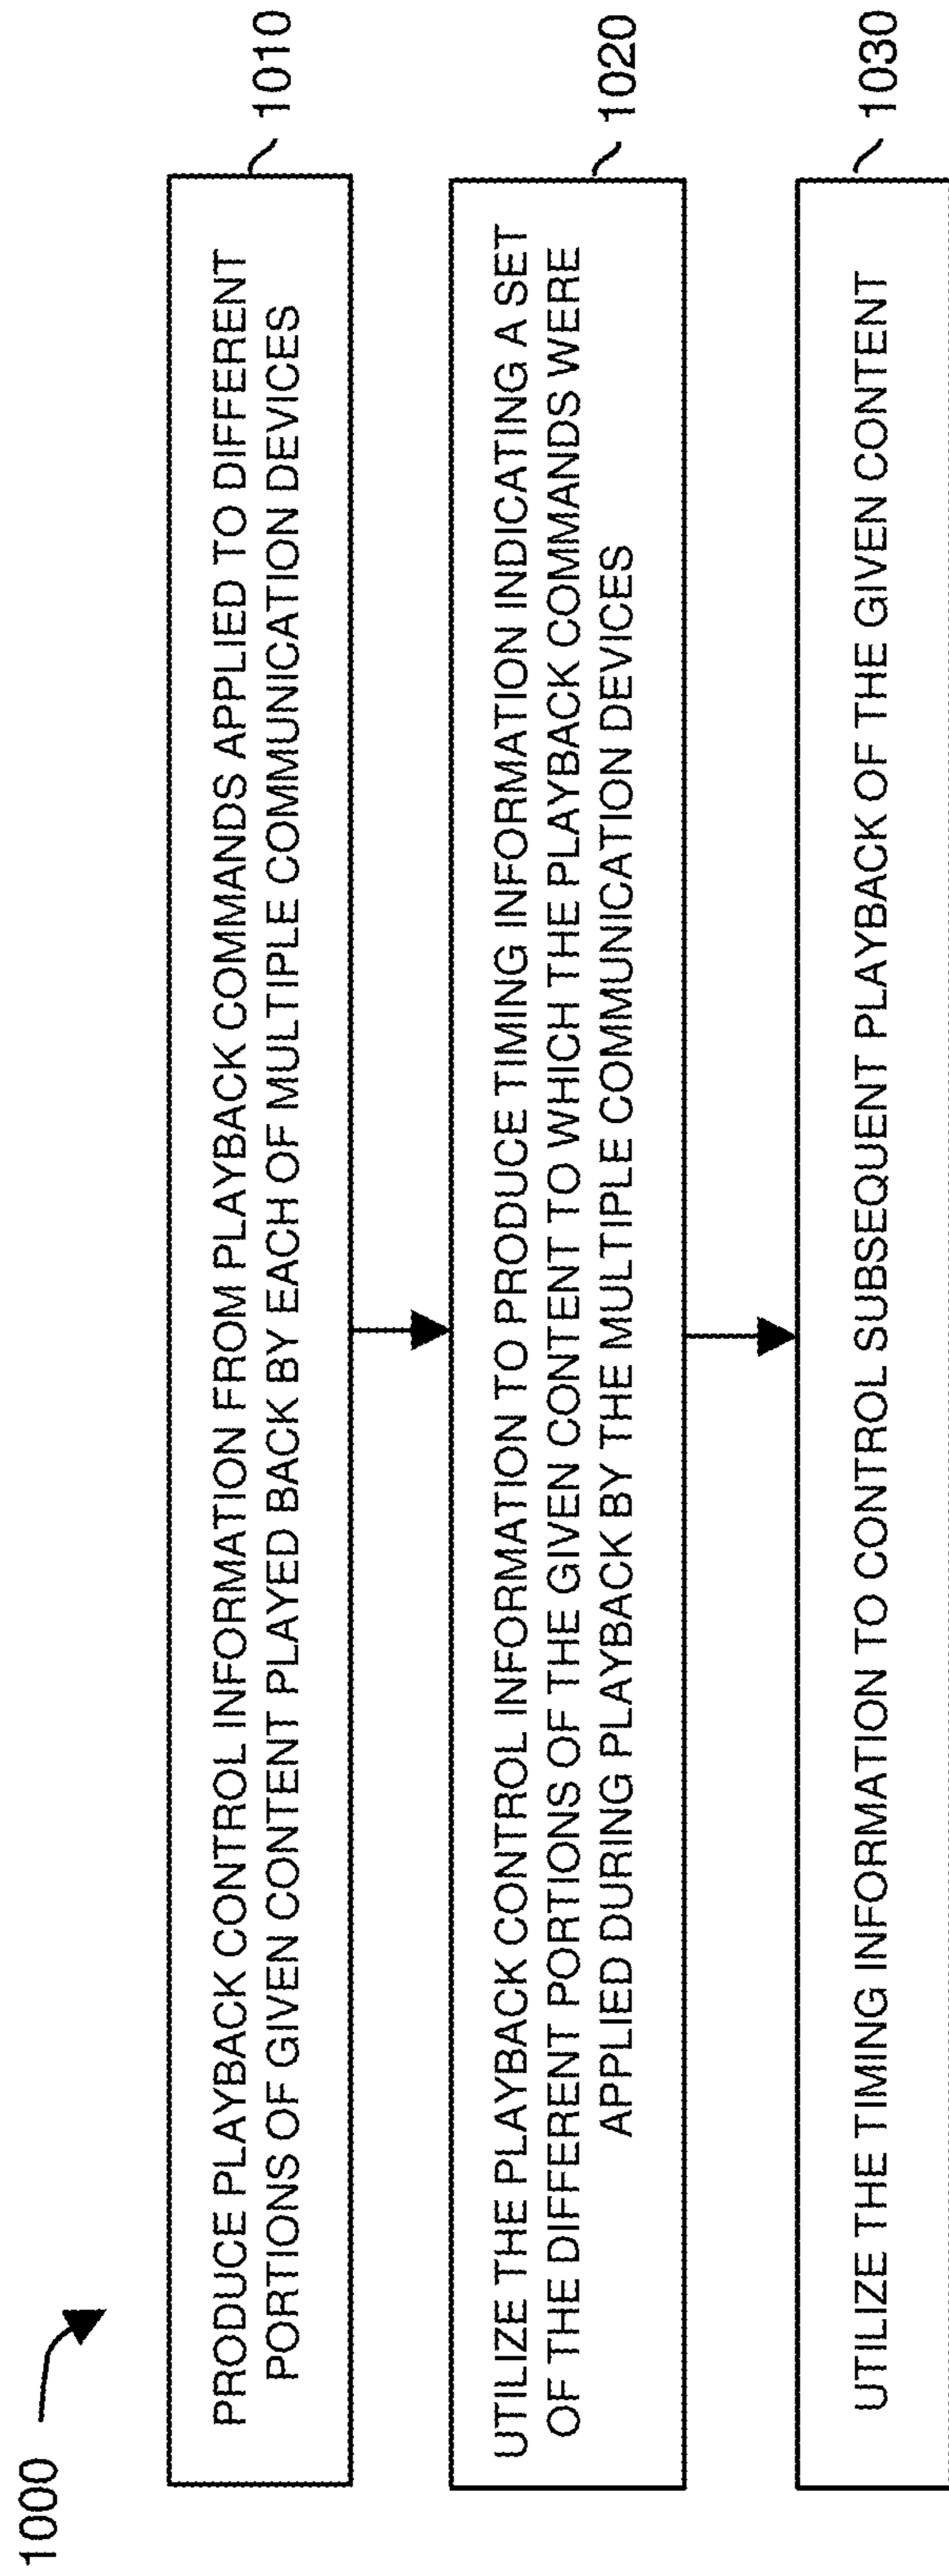 1000
PRODUCE PLAYBACK CONTROL INFORMATION FROM PLAYBACK COMMANDS APPLIED TO DIFFERENT
PORTIONS OF GIVEN CONTENT PLAYED BACK BY EACH OF MULTIPLE COMMUNICATION DEVICES
1010
UTILIZE THE PLAYBACK CONTROL INFORMATION TO PRODUCE TIMING INFORMATION INDICATING A SET
OF THE DIFFERENT PORTIONS OF THE GIVEN CONTENT TO WHICH THE PLAYBACK COMMANDS WERE
APPLIED DURING PLAYBACK BY THE MULTIPLE COMMUNICATION DEVICES
1020
UTILIZE THE TIMING INFORMATION TO CONTROL SUBSEQUENT PLAYBACK OF THE GIVEN CONTENT
1030